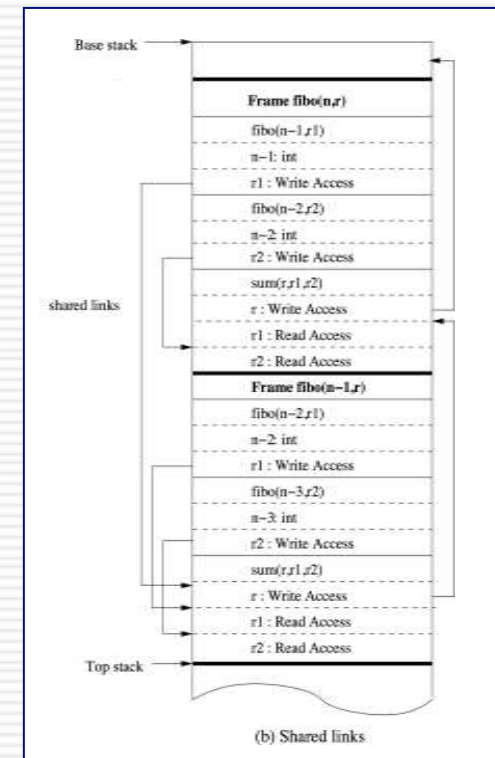 Base stack
Frame fibo(n,r)
fibo(n−1,r1)
n−1: int
r1 : Write Access
fibo(n−2,r2)
n−2: int
r2 : Write Access
sum(r,r1,r2)
shared links
r : Write Access
r1 : Read Access
r2 : Read Access
Frame fibo(n−1,r)
fibo(n−2,r1)
n−2: int
r1 : Write Access
fibo(n−3,r2)
n−3: int
r2 : Write Access
sum(r,r1,r2)
r : Write Access
r1 : Read Access
r2 : Read Access
Top stack
(b) Shared links